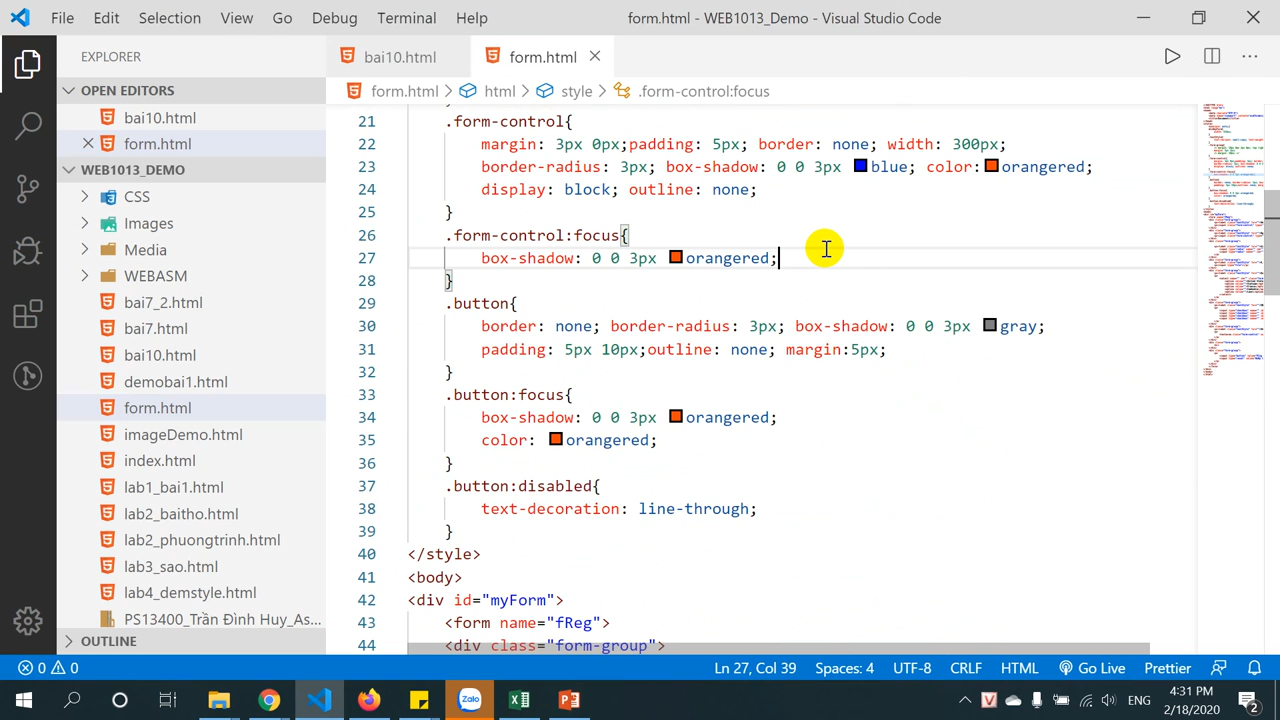 File Edit Selection View Go Debug Terminal Help form.html - WEB1013_Demo - Visual Studio Code
EXPLORER
bai10.html form.html
OPEN EDITORS
form.html > html > style > .form-control:focus
bai10.html
form.html
WEB1013_DEMO
CSS
Images
Media
WEBASM
bai7_2.html
bai7.html
bai10.html
demobai1.html
form.html
imageDemo.html
index.html
lab1_bai1.html
lab2_baitho.html
lab2_phuongtrinh.html
lab3_sao.html
lab4_demstyle.html
PS13400_Trần Đình Huy_As...
OUTLINE
21 .form-control{
22 margin: 3px 0px;padding: 5px; border: none; width: 300px;
23 border-radius: 3px; box-shadow: 0 0 3px blue; color: orangered;
24 display: block; outline: none;
25 }
26 .form-control:focus{
27 box-shadow: 0 0 3px orangered;
28
29 .button{
30 border: none; border-radius: 3px; box-shadow: 0 0 3px gray;
31 padding: 5px 10px;outline: none; margin:5px;
32 }
33 .button:focus{
34 box-shadow: 0 0 3px orangered;
35 color: orangered;
36 }
37 .button:disabled{
38 text-decoration: line-through;
39 }
40 </style>
41 <body>
42 <div id="myForm">
43 <form name="fReg">
44 <div class="form-group">
0 0 Ln 27, Col 39 Spaces: 4 UTF-8 CRLF HTML Go Live Prettier
Zalo ENG 4:31 PM
2/18/2020 2